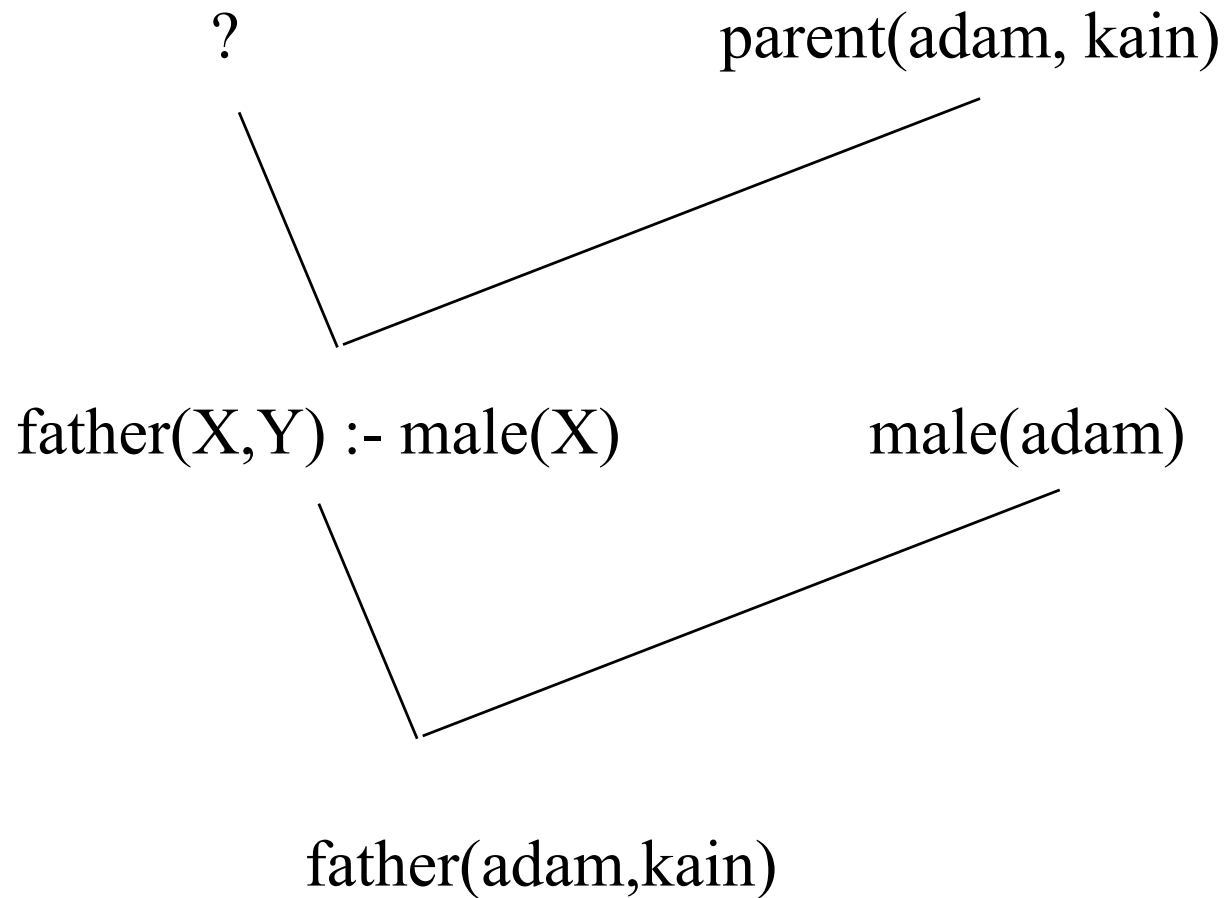 ?
parent(adam, kain)
father(X,Y) :- male(X)
male(adam)
father(adam,kain)